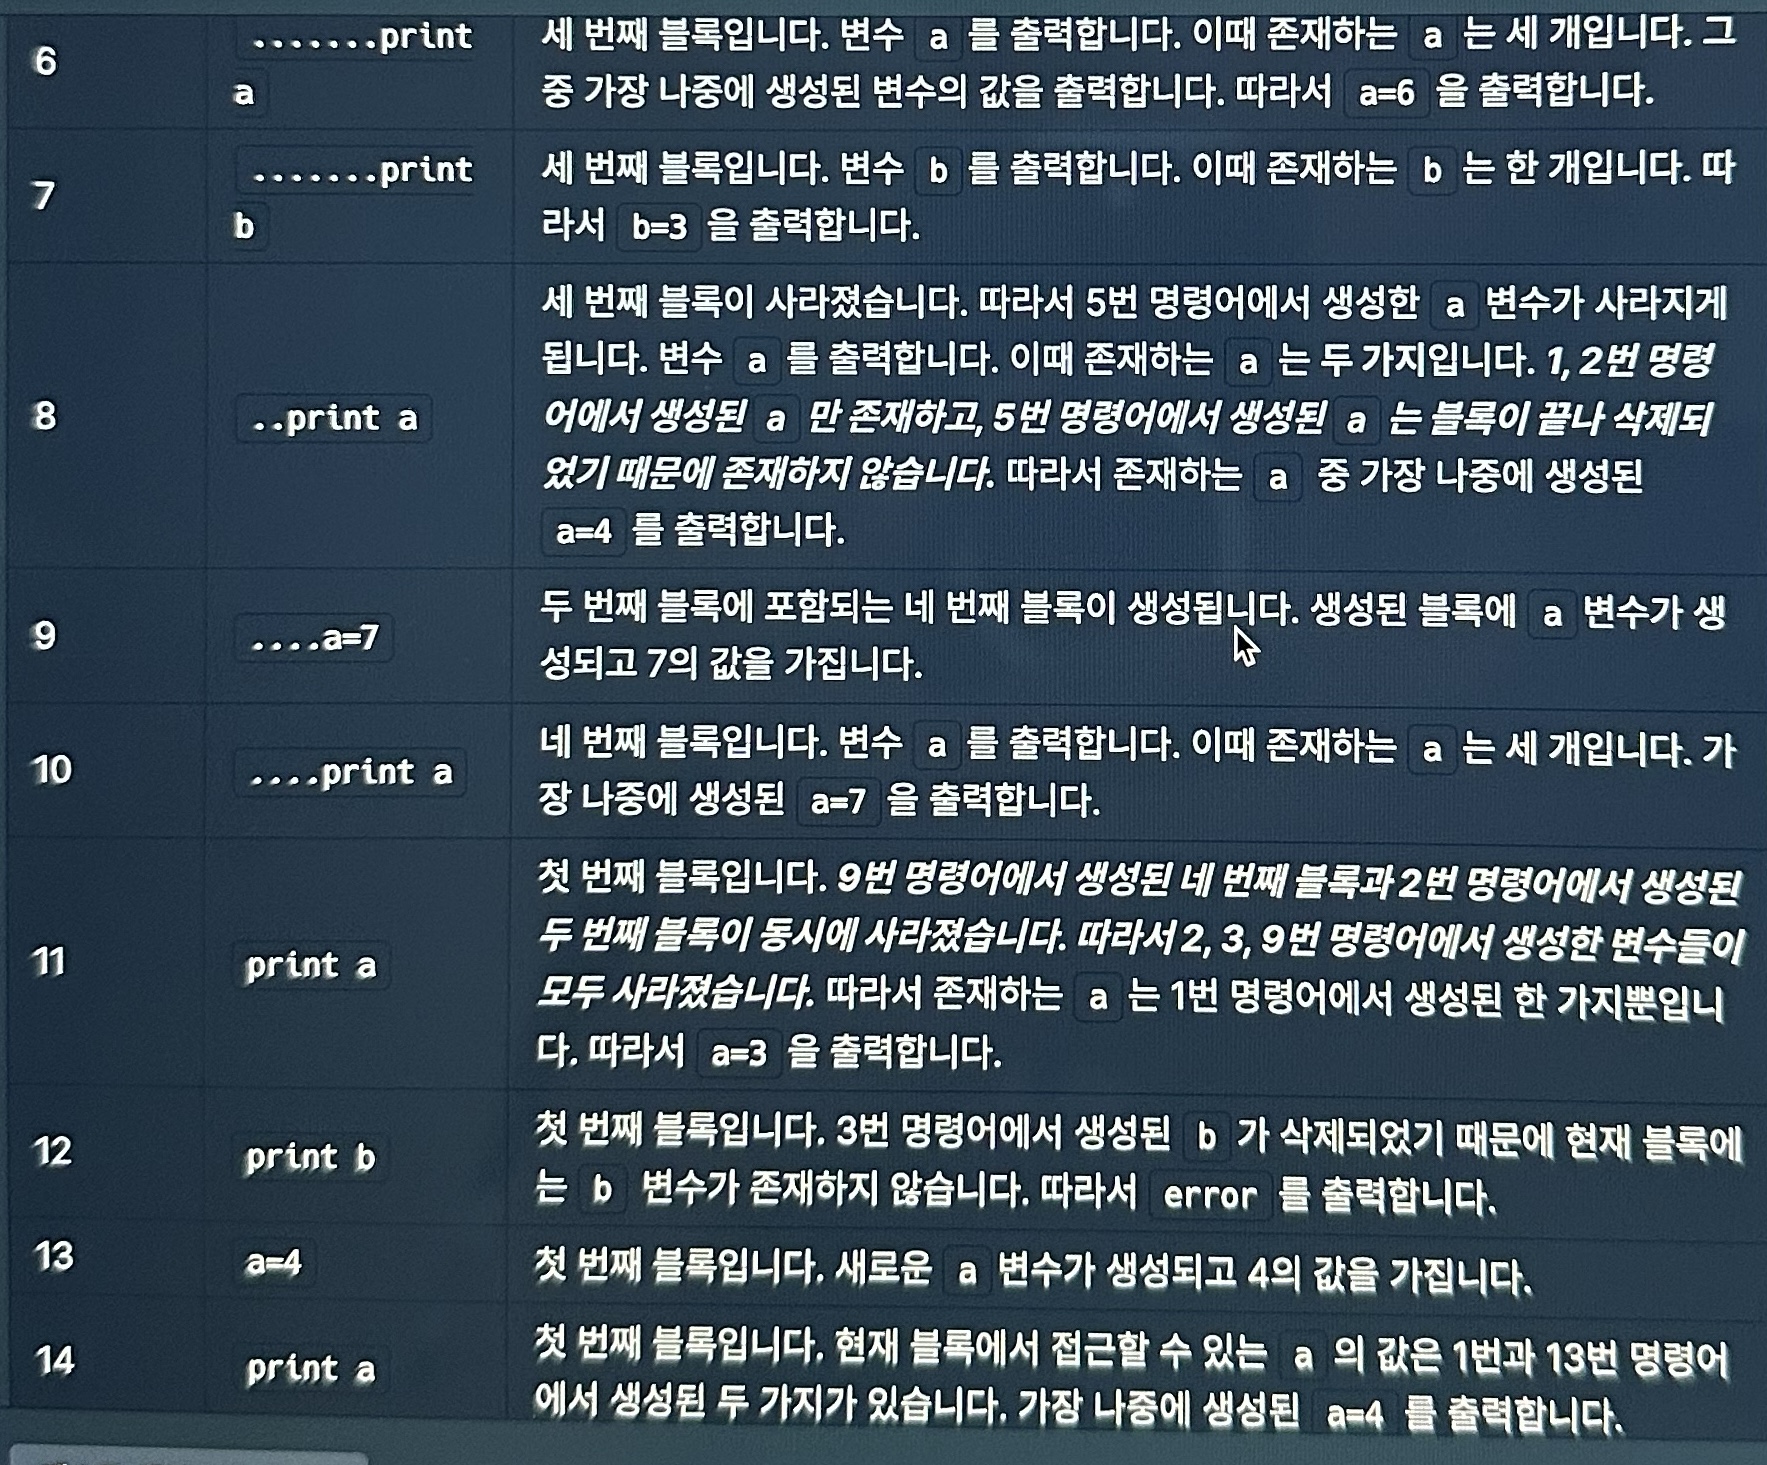 6
.......print
a
세 번째 블록입니다. 변수 a 를 출력합니다. 이때 존재하는 a 는 세 개입니다. 그
중 가장 나중에 생성된 변수의 값을 출력합니다. 따라서 a=6 을 출력합니다.
7
.......print
b
세 번째 블록입니다. 변수 b 를 출력합니다. 이때 존재하는 b 는 한 개입니다. 따
라서 b=3 을 출력합니다.
8
..print a
세 번째 블록이 사라졌습니다. 따라서 5번 명령어에서 생성한 a 변수가 사라지게
됩니다. 변수 a 를 출력합니다. 이때 존재하는 a 는 두 가지입니다. 1, 2번 명령
어에서 생성된 a 만 존재하고, 5번 명령어에서 생성된 a 는 블록이 끝나 삭제되
었기 때문에 존재하지 않습니다. 따라서 존재하는 a 중 가장 나중에 생성된
a=4 를 출력합니다.
9
....a=7
두 번째 블록에 포함되는 네 번째 블록이 생성됩니다. 생성된 블록에 a 변수가 생
성되고 7의 값을 가집니다.
10
....print a
네 번째 블록입니다. 변수 a 를 출력합니다. 이때 존재하는 a 는 세 개입니다. 가
장 나중에 생성된 a=7 을 출력합니다.
11
print a
첫 번째 블록입니다. 9번 명령어에서 생성된 네 번째 블록과 2번 명령어에서 생성된
두 번째 블록이 동시에 사라졌습니다. 따라서 2, 3, 9번 명령어에서 생성한 변수들이
모두 사라졌습니다. 따라서 존재하는 a 는 1번 명령어에서 생성된 한 가지뿐입니
다. 따라서 a=3 을 출력합니다.
12
print b
첫 번째 블록입니다. 3번 명령어에서 생성된 b 가 삭제되었기 때문에 현재 블록에
는 b 변수가 존재하지 않습니다. 따라서 error 를 출력합니다.
13
a=4
첫 번째 블록입니다. 새로운 a 변수가 생성되고 4의 값을 가집니다.
14
print a
첫 번째 블록입니다. 현재 블록에서 접근할 수 있는 a 의 값은 1번과 13번 명령어
에서 생성된 두 가지가 있습니다. 가장 나중에 생성된 a=4 를 출력합니다.